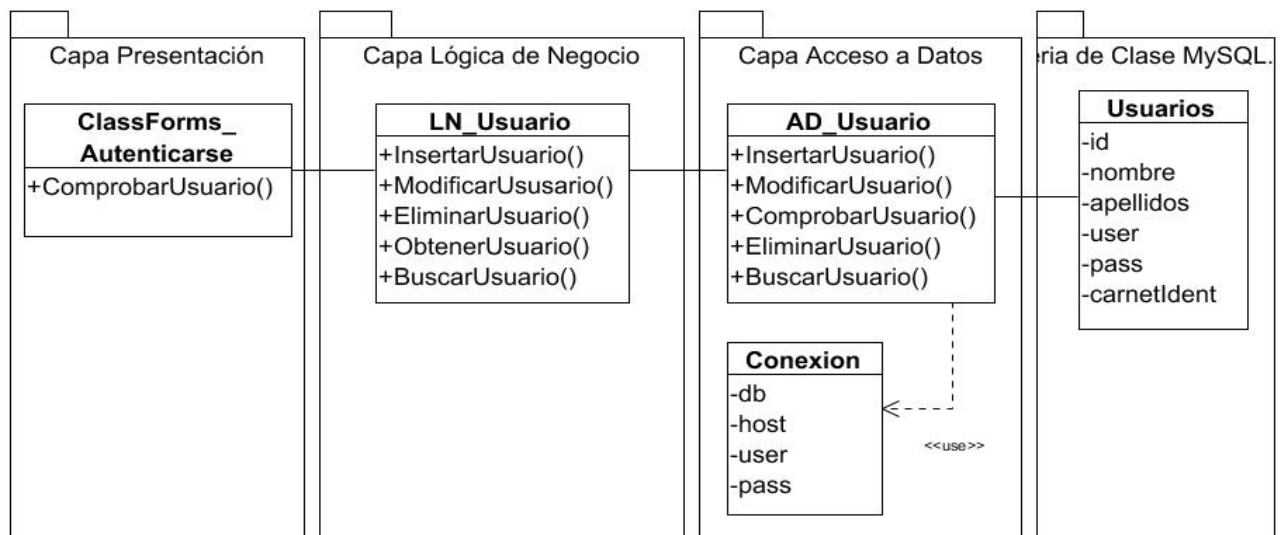 Capa Presentación
ClassForms_
Autenticarse
+ComprobarUsuario()
Capa Lógica de Negocio
LN_Usuario
+InsertarUsuario()
+ModificarUsusario()
+EliminarUsuario()
+ObtenerUsuario()
+BuscarUsuario()
Capa Acceso a Datos
AD_Usuario
+InsertarUsuario()
+ModificarUsuario()
+ComprobarUsuario()
+EliminarUsuario()
+BuscarUsuario()
Conexion
-db
-host
-user
-pass
<<use>>
de Clase MySQL.
Usuarios
-id
-nombre
-apellidos
-user
-pass
-carnetIdent